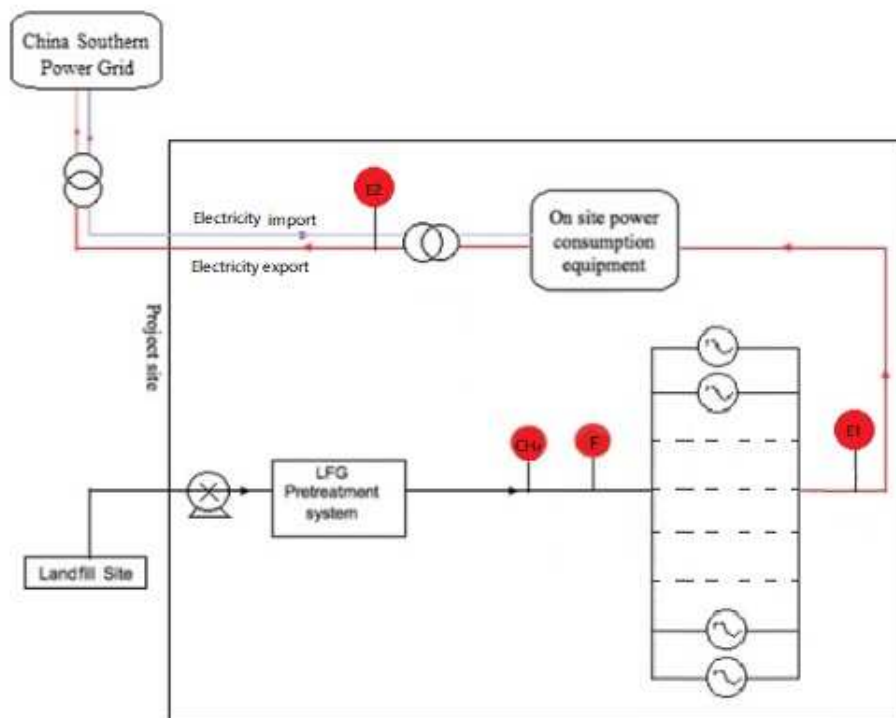 China Southern
Power Grid
E2
Electricity import
On site power
consumption
equipment
Electricity export
Project site
CH₄
F
E1
LFG
Pretreatment
system
Landfill Site